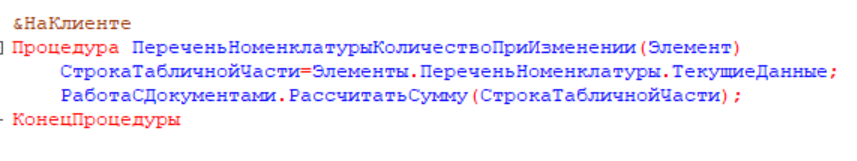 &НаКлиенте
Процедура ПереченьНоменклатурыКоличествоПриИзменении(Элемент)
СтрокаТабличнойЧасти=Элементы.ПереченьНоменклатуры.ТекущиеДанные;
РаботаСДокументами.РассчитатьСумму(СтрокаТабличнойЧасти);
КонецПроцедуры